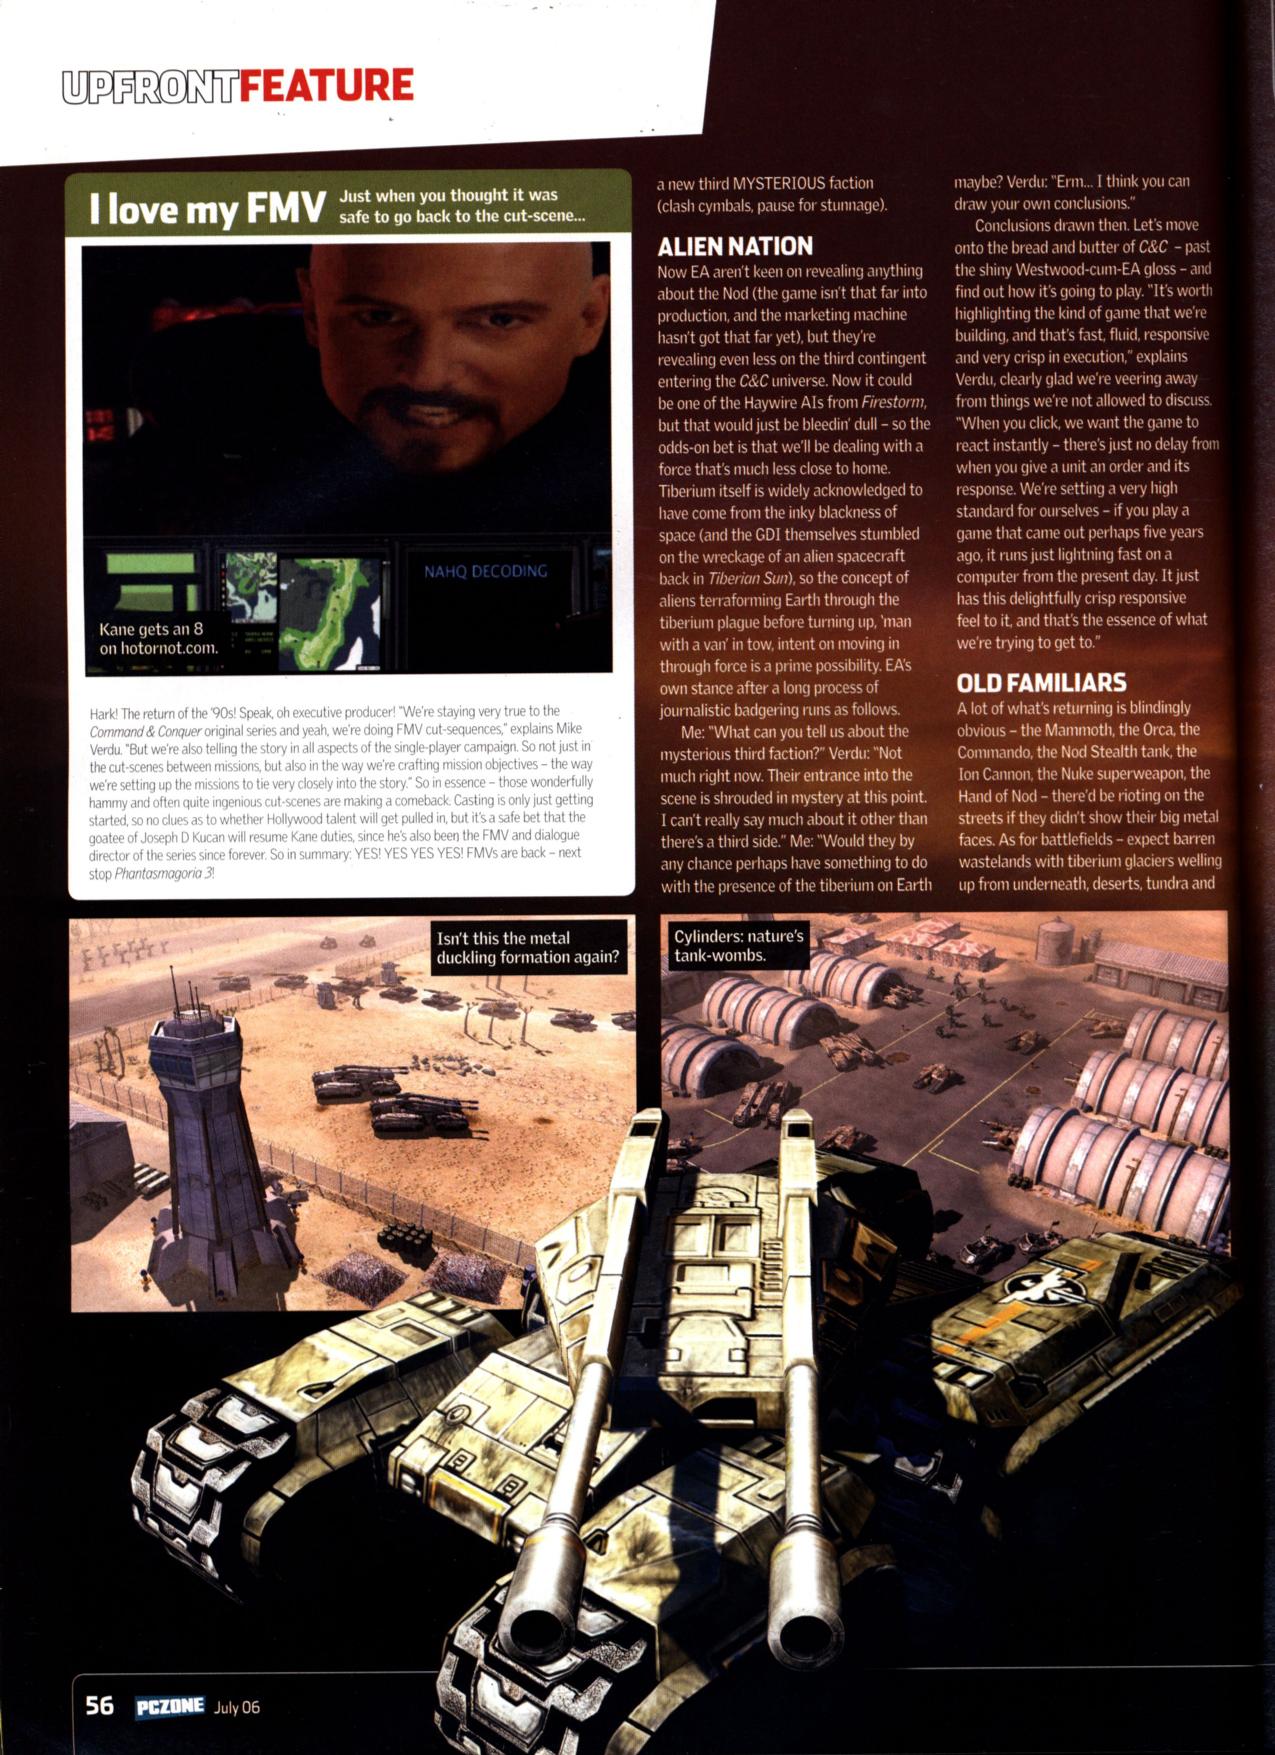 UPFRONTFEATURE
I love my FMV
Just when you thought it was
safe to go back to the cut-scene...
NAHQ DECODING
Kane gets an 8
on hotornot.com.
Hark! The return of the '90s! Speak, oh executive producer! "We're staying very true to the
Command & Conquer original series and yeah, we're doing FMV cut-sequences," explains Mike
Verdu. "But we're also telling the story in all aspects of the single-player campaign. So not just in
the cut-scenes between missions, but also in the way we're crafting mission objectives – the way
we're setting up the missions to tie very closely into the story." So in essence – those wonderfully
hammy and often quite ingenious cut-scenes are making a comeback. Casting is only just getting
started, so no clues as to whether Hollywood talent will get pulled in, but it's a safe bet that the
goatee of Joseph D Kucan will resume Kane duties, since he's also been the FMV and dialogue
director of the series since forever. So in summary: YES! YES YES YES! FMVs are back – next
stop Phantasmagoria 3!
a new third MYSTERIOUS faction
(clash cymbals, pause for stunnage).
ALIEN NATION
Now EA aren't keen on revealing anything
about the Nod (the game isn't that far into
production, and the marketing machine
hasn't got that far yet), but they're
revealing even less on the third contingent
entering the C&C universe. Now it could
be one of the Haywire AIs from Firestorm,
but that would just be bleedin' dull – so the
odds-on bet is that we'll be dealing with a
force that's much less close to home.
Tiberium itself is widely acknowledged to
have come from the inky blackness of
space (and the GDI themselves stumbled
on the wreckage of an alien spacecraft
back in Tiberian Sun), so the concept of
aliens terraforming Earth through the
tiberium plague before turning up, 'man
with a van' in tow, intent on moving in
through force is a prime possibility. EA's
own stance after a long process of
journalistic badgering runs as follows.
Me: "What can you tell us about the
mysterious third faction?" Verdu: "Not
much right now. Their entrance into the
scene is shrouded in mystery at this point.
I can't really say much about it other than
there's a third side." Me: "Would they by
any chance perhaps have something to do
with the presence of the tiberium on Earth
maybe? Verdu: "Erm... I think you can
draw your own conclusions."
Conclusions drawn then. Let's move
onto the bread and butter of C&C – past
the shiny Westwood-cum-EA gloss – and
find out how it's going to play. "It's worth
highlighting the kind of game that we're
building, and that's fast, fluid, responsive
and very crisp in execution," explains
Verdu, clearly glad we're veering away
from things we're not allowed to discuss.
"When you click, we want the game to
react instantly – there's just no delay from
when you give a unit an order and its
response. We're setting a very high
standard for ourselves – if you play a
game that came out perhaps five years
ago, it runs just lightning fast on a
computer from the present day. It just
has this delightfully crisp responsive
feel to it, and that's the essence of what
we're trying to get to."
OLD FAMILIARS
A lot of what's returning is blindingly
obvious – the Mammoth, the Orca, the
Commando, the Nod Stealth tank, the
Ion Cannon, the Nuke superweapon, the
Hand of Nod – there'd be rioting on the
streets if they didn't show their big metal
faces. As for battlefields – expect barren
wastelands with tiberium glaciers welling
up from underneath, deserts, tundra and
Isn't this the metal
duckling formation again?
Cylinders: nature's
tank-wombs.
56 PCZONE July 06